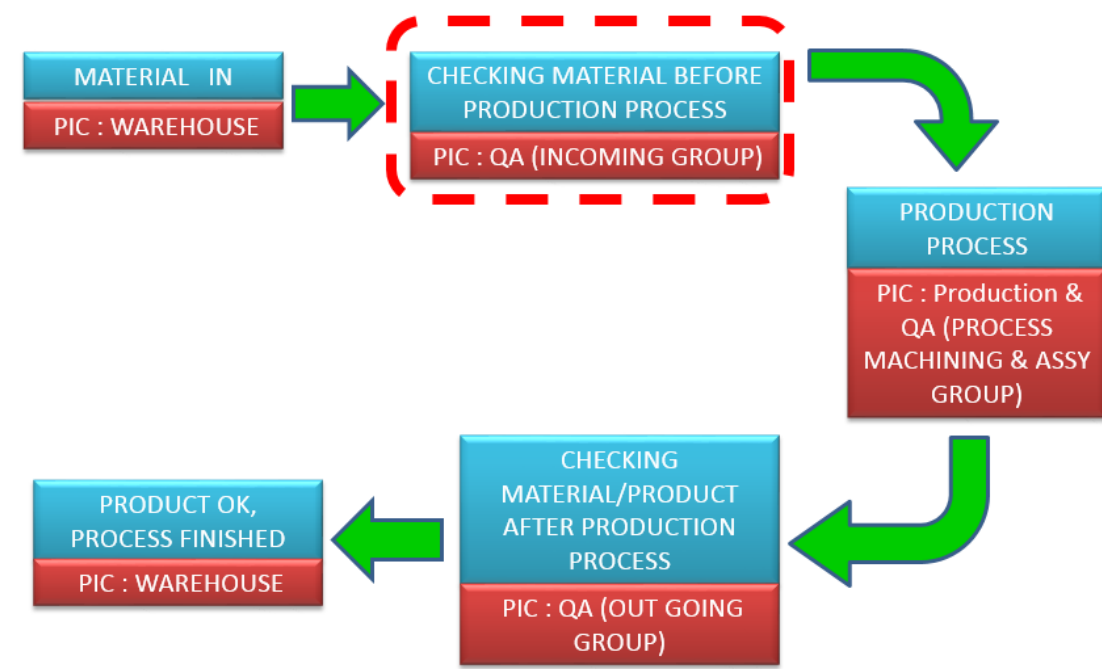 MATERIAL IN
PIC : WAREHOUSE
CHECKING MATERIAL BEFORE
PRODUCTION PROCESS
PIC : QA (INCOMING GROUP)
PRODUCTION
PROCESS
PIC : Production &
QA (PROCESS
MACHINING & ASSY
GROUP)
CHECKING
MATERIAL/PRODUCT
AFTER PRODUCTION
PROCESS
PIC : QA (OUT GOING
GROUP)
PRODUCT OK,
PROCESS FINISHED
PIC : WAREHOUSE